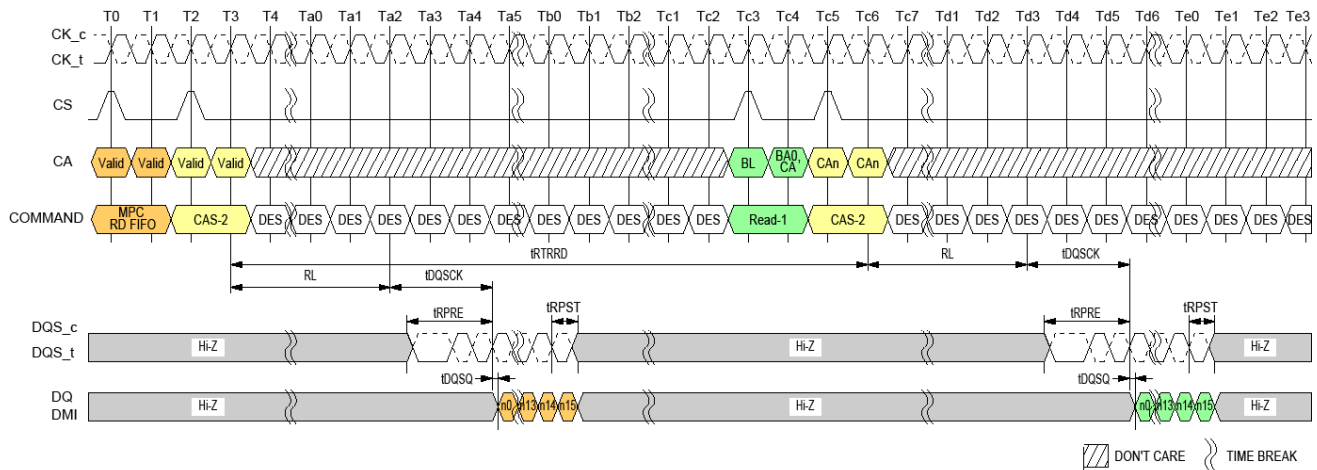 T0 T1 T2 T3 T4 Ta0 Ta1 Ta2 Ta3 Ta4 Ta5 Tb0 Tb1 Tb2 Tc1 Tc2 Tc3 Tc4 Tc5 Tc6 Tc7 Td1 Td2 Td3 Td4 Td5 Td6 Te0 Te1 Te2 Te3
CK_c
CK_t
CS
CA Valid Valid Valid Valid BL BA0, CA CAn CAn
COMMAND MPC RD FIFO CAS-2 DES DES DES DES DES DES DES DES DES DES DES DES Read-1 CAS-2 DES DES DES DES DES DES DES DES DES DES DES
tRTRRD
RL tDQSCK RL tDQSCK
tRPRE tRPST tRPRE tRPST
DQS_c
DQS_t
Hi-Z Hi-Z Hi-Z
tDQSQ tDQSQ
DQ
DMI
Hi-Z n0 n13 n14 n15 Hi-Z n0 n13 n14 n15 Hi-Z
DON'T CARE TIME BREAK